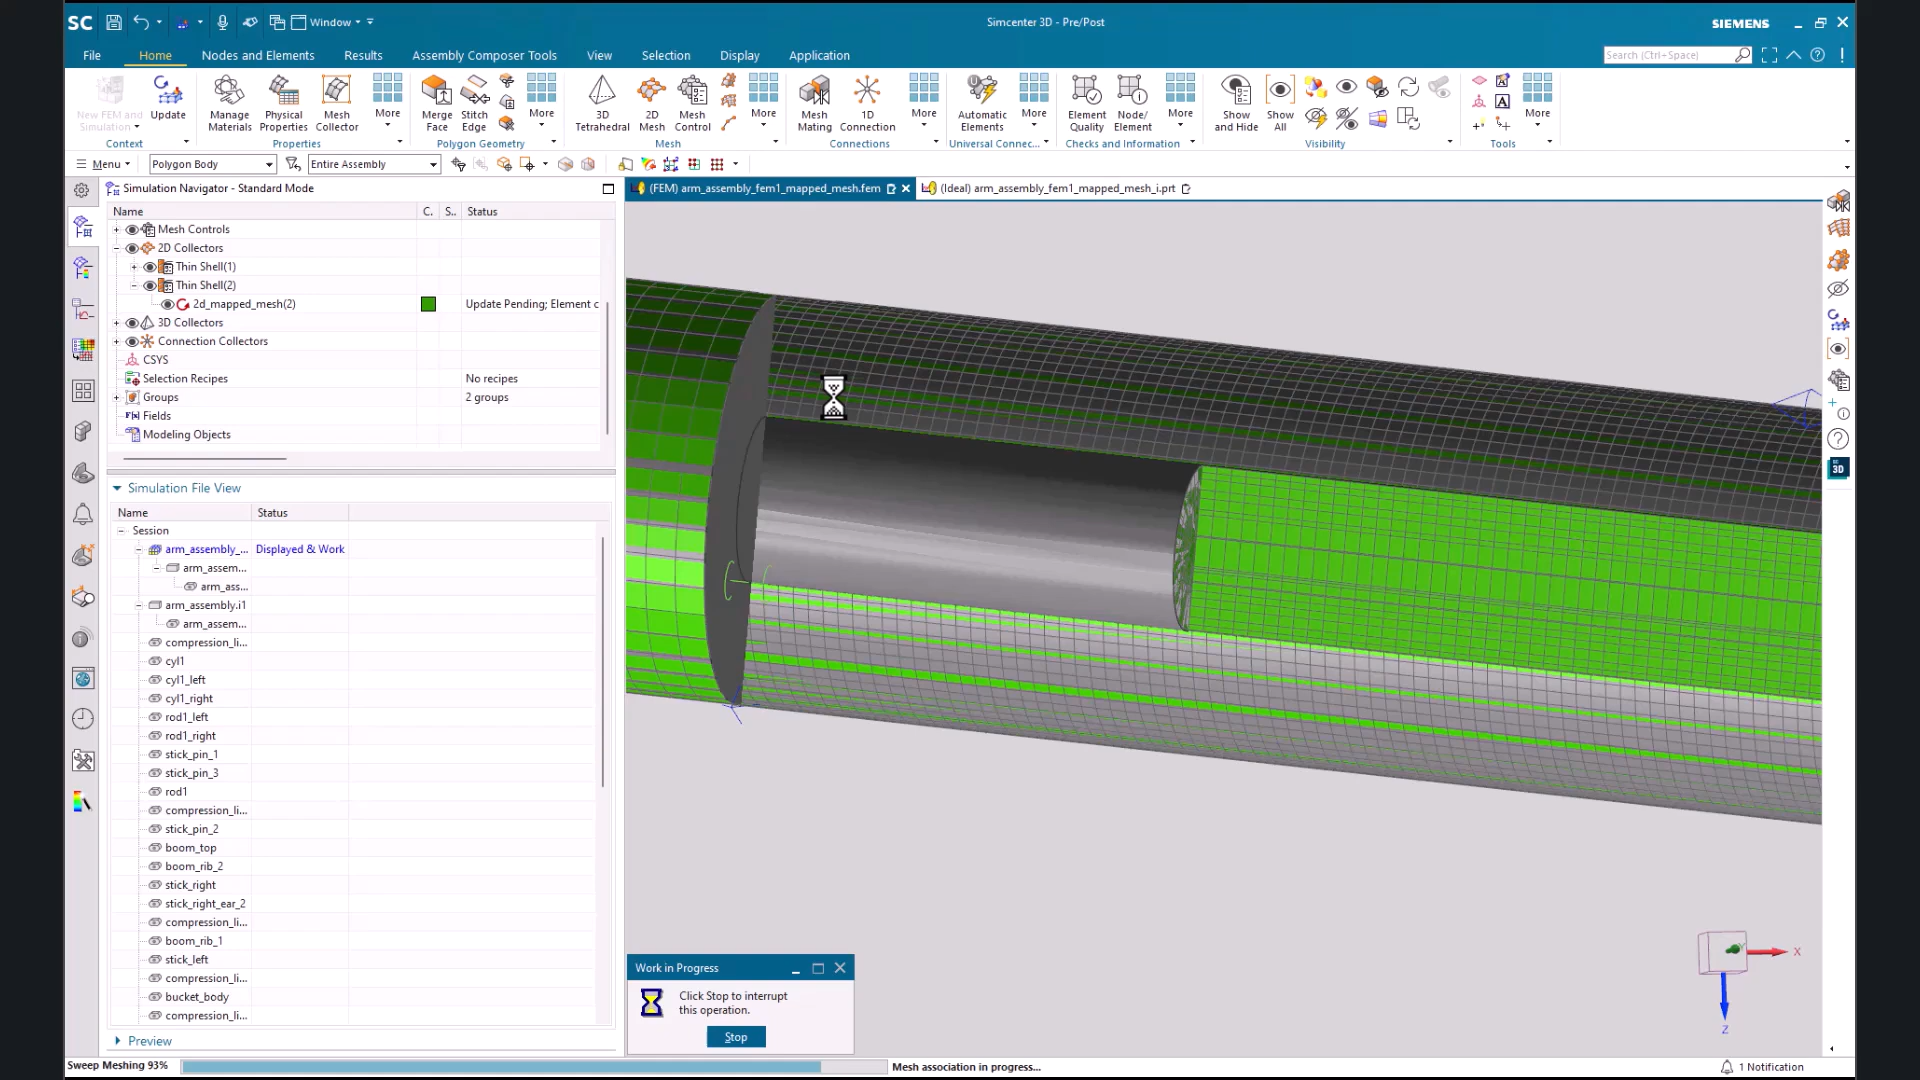 SC Window Simcenter 3D - Pre/Post SIEMENS
File Home Nodes and Elements Results Assembly Composer Tools View Selection Display Application Search (Ctrl+Space)
New FEM and Simulation Update Manage Materials Physical Properties Mesh Collector More Merge Face Stitch Edge More 3D Tetrahedral 2D Mesh Mesh Control More Mesh Mating 1D Connection More Automatic Elements More Element Quality Node/ Element More Show and Hide Show All More
Context Properties Polygon Geometry Mesh Connections Universal Connec... Checks and Information Visibility Tools
Menu Polygon Body Entire Assembly
Simulation Navigator - Standard Mode
(FEM) arm_assembly_fem1_mapped_mesh.fem (Ideal) arm_assembly_fem1_mapped_mesh_i.prt
Name C. S.. Status
Mesh Controls
2D Collectors
Thin Shell(1)
Thin Shell(2)
2d_mapped_mesh(2) Update Pending; Element c
3D Collectors
Connection Collectors
CSYS
Selection Recipes No recipes
Groups 2 groups
Fields
Modeling Objects
Simulation File View
Name Status
Session
arm_assembly_... Displayed & Work
arm_assem...
arm_ass...
arm_assembly.i1
arm_assem...
compression_li...
cyl1
cyl1_left
cyl1_right
rod1_left
rod1_right
stick_pin_1
stick_pin_3
rod1
compression_li...
stick_pin_2
boom_top
boom_rib_2
stick_right
stick_right_ear_2
compression_li...
boom_rib_1
stick_left
compression_li...
bucket_body
compression_li...
Preview
Work in Progress
Click Stop to interrupt
this operation.
Stop
X
Y
Z
3D
Sweep Meshing 93% Mesh association in progress... 1 Notification